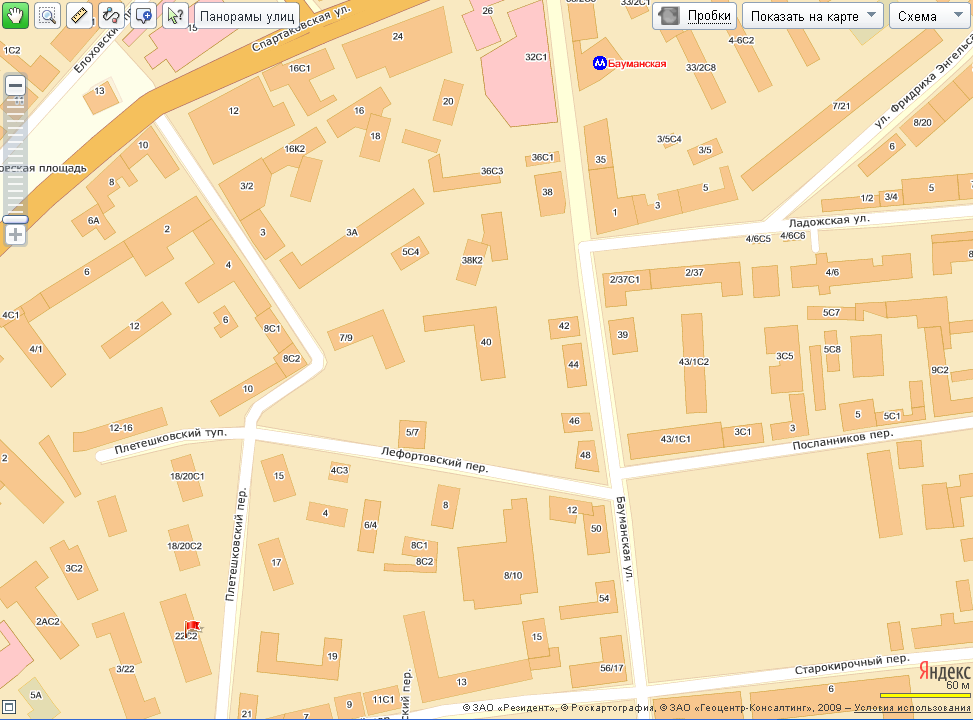 Панорамы улиц
Пробки
Показать на карте
Схема
Спартаковская ул.
Елоховский
15
24
26
32С1
33/2С
4-6С2
Бауманская
33/2С8
ул. Фридриха Энгельса
1С2
13
16С1
12
16
20
18
7/21
8/20
10
16К2
3/5С4
3/5
6
36С1
36С3
35
овская площадь
8
3/2
38
5
3
1
1/2
3/4
5
6А
2
3
3А
Ладожская ул.
4/6С5
4/6С6
5С4
38К2
6
4
2/37С1
2/37
4/6
4С1
12
6
8С1
7/9
40
42
39
5С7
4/1
8С2
44
43/1С2
3С5
5С8
9С2
10
12-16
Плетешковский туп.
5/7
46
43/1С1
3С1
3
5
5С1
Посланников пер.
2
Лефортовский пер.
48
18/20С1
15
4С3
Плетешковский пер.
4
6/4
8
12
50
Бауманская ул.
18/20С2
8С1
8С2
3С2
17
8/10
2АС2
22С2
54
15
3/22
19
13
56/17
Старокирочный пер.
5А
21
7
9
11С1
ский пер.
6
Яндекс
60 м
© ЗАО «Резидент», © Роскартография, © ЗАО «Геоцентр-Консалтинг», 2009 – Условия использования